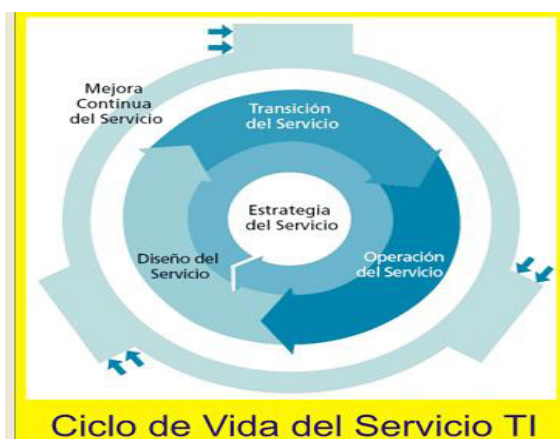 Mejora
Continua
del Servicio
Transición
del Servicio
Estrategia
del Servicio
Diseño del
Servicio
Operación
del Servicio
Ciclo de Vida del Servicio TI